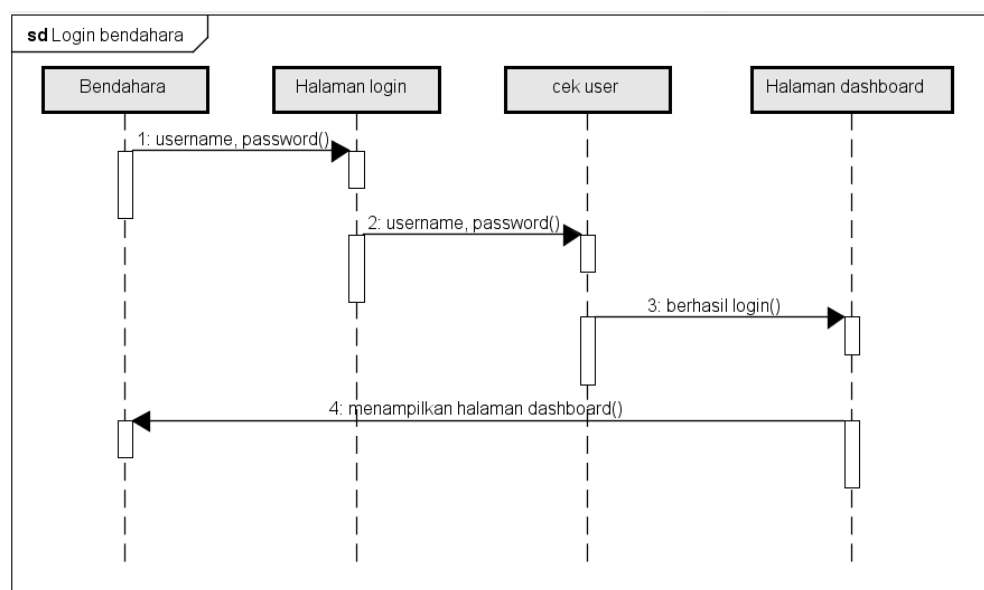 sd Login bendahara
Bendahara
Halaman login
cek user
Halaman dashboard
1: username, password()
2: username, password()
3: berhasil login()
4: menampilkan halaman dashboard()